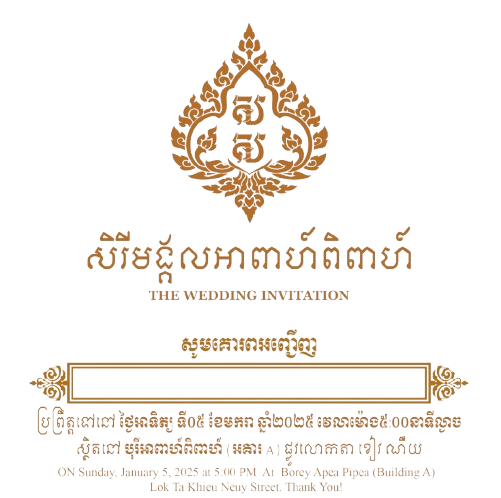 ស
ស
សិរីមង្គលអាពាហ៍ពិពាហ៍
THE WEDDING INVITATION
សូមគោរពអញ្ជើញ
ប្រព្រឹត្តទៅនៅ ថ្ងៃអាទិត្យ ទី០៥ ខែមករា ឆ្នាំ២០២៥ វេលាម៉ោង៥:00នាទីល្ងាច
ស្ថិតនៅ បុរីអាពាហ៍ពិពាហ៍ (អគារ A) ផ្លូវលោកតា ខៀវ ណឺយ
ON Sunday, January 5, 2025 at 5:00 PM At Borey Apea Pipea (Building A)
Lok Ta Khieu Neuy Street. Thank You!